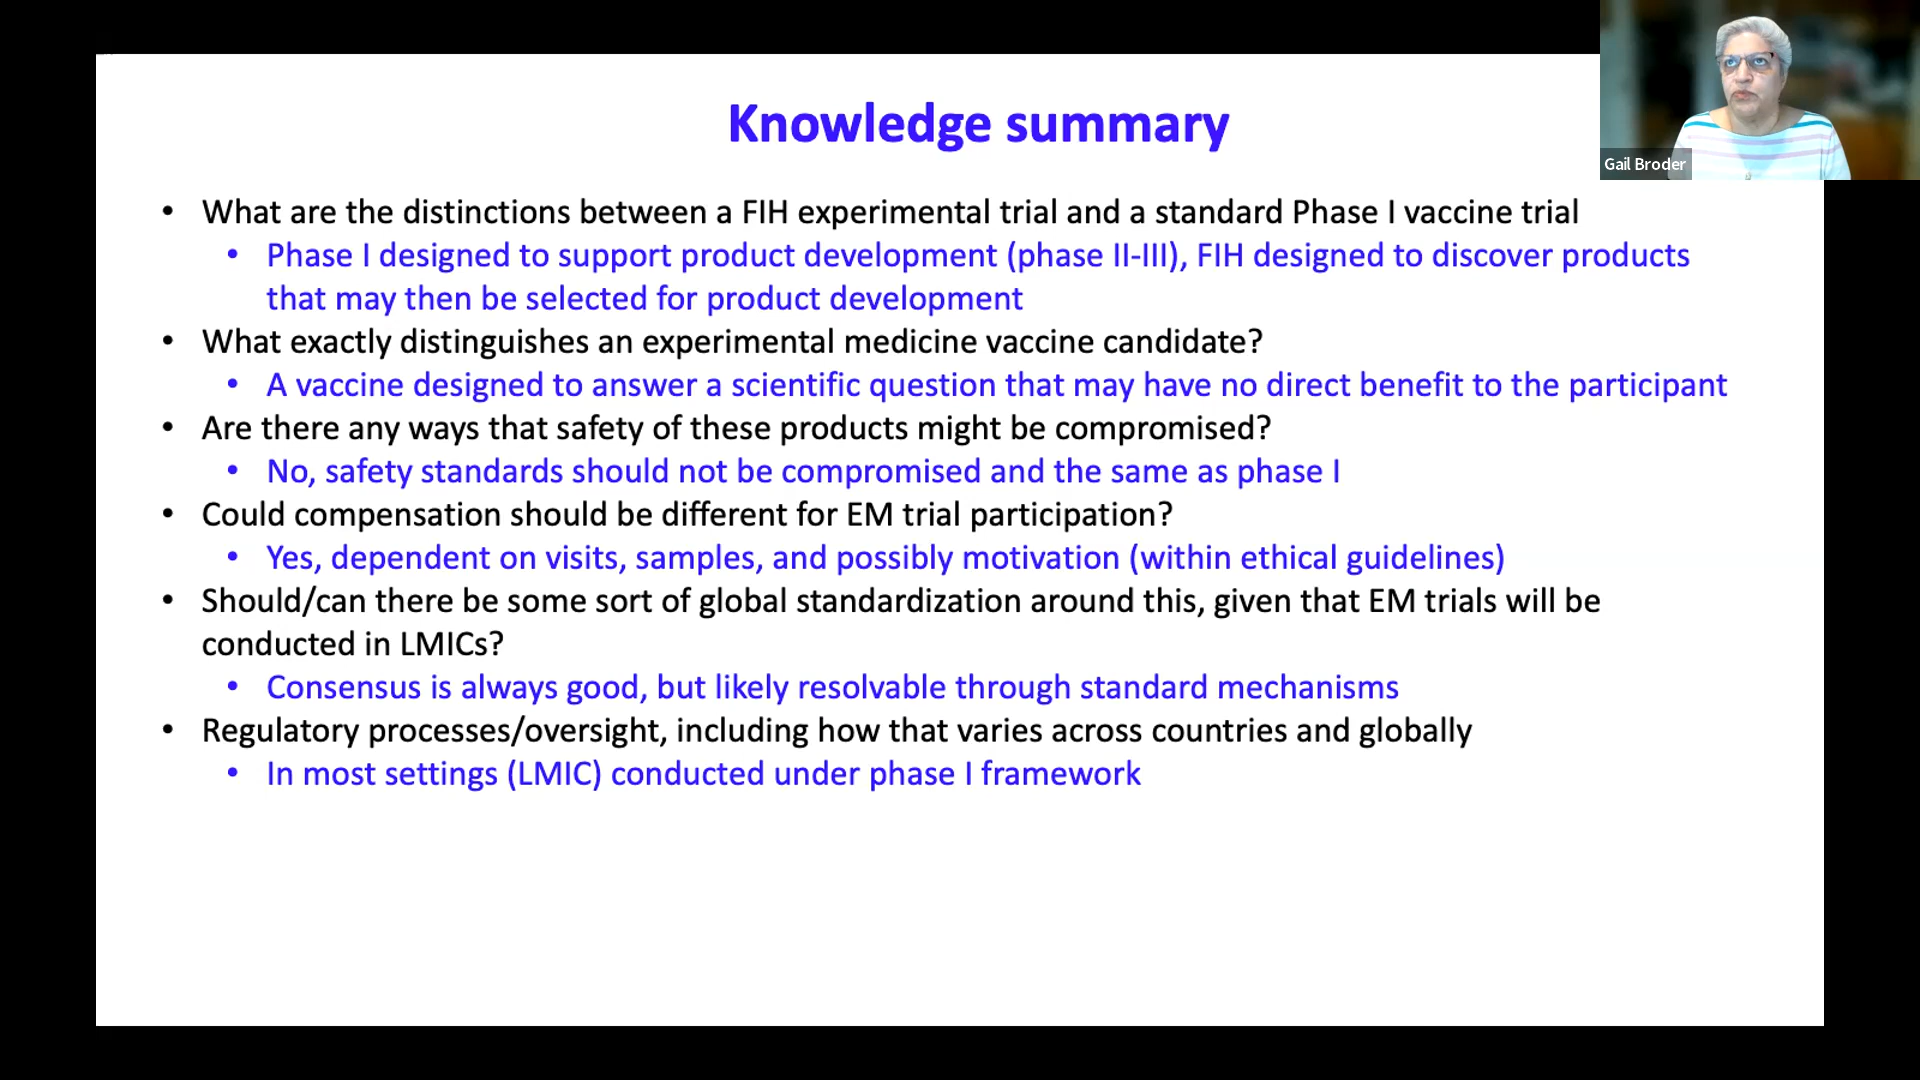 Knowledge summary
Gail Broder
• What are the distinctions between a FIH experimental trial and a standard Phase I vaccine trial
• Phase I designed to support product development (phase II-III), FIH designed to discover products
that may then be selected for product development
• What exactly distinguishes an experimental medicine vaccine candidate?
• A vaccine designed to answer a scientific question that may have no direct benefit to the participant
• Are there any ways that safety of these products might be compromised?
• No, safety standards should not be compromised and the same as phase I
• Could compensation should be different for EM trial participation?
• Yes, dependent on visits, samples, and possibly motivation (within ethical guidelines)
• Should/can there be some sort of global standardization around this, given that EM trials will be
conducted in LMICs?
• Consensus is always good, but likely resolvable through standard mechanisms
• Regulatory processes/oversight, including how that varies across countries and globally
• In most settings (LMIC) conducted under phase I framework